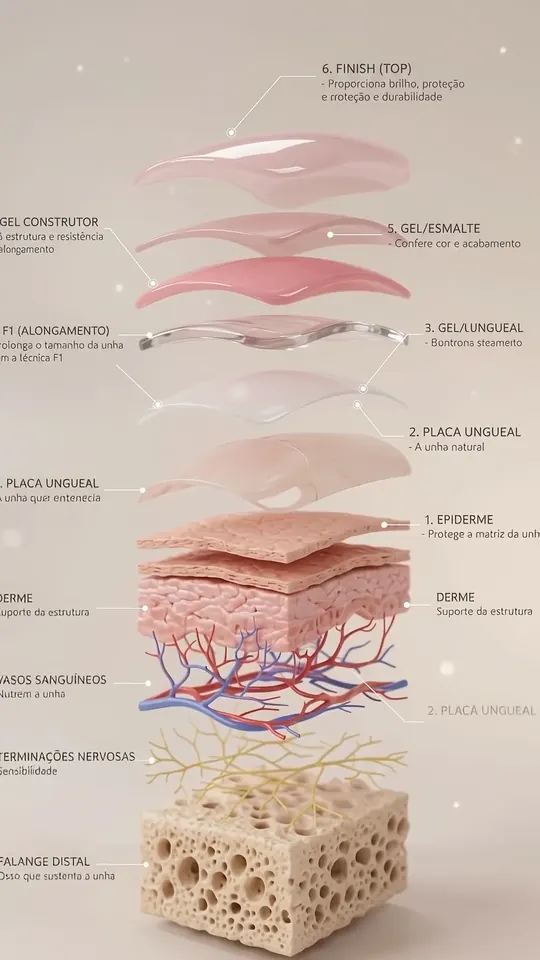 6. FINISH (TOP)
- Proporciona brilho, proteção
e rroteção e durabilidade
GEL CONSTRUTOR
estrutura e resistência
alongamento
5. GEL/ESMALTE
- Confere cor e acabamento
F1 (ALONGAMENTO)
rolonga o tamanho da unha
m a técnica F1
3. GEL/LUNGUEAL
- Bontrona steamento
2. PLACA UNGUEAL
- A unha natural
. PLACA UNGUEAL
A unha quer entenecia
1. EPIDERME
- Protege a matriz da unh
DERME
Suporte da estrutura
DERME
Suporte da estrutura
VASOS SANGUÍNEOS
Nutrem a unha
2. PLACA UNGUEAL
TERMINAÇÕES NERVOSAS
Sensibilidade
FALANGE DISTAL
Osso que sustenta a unha